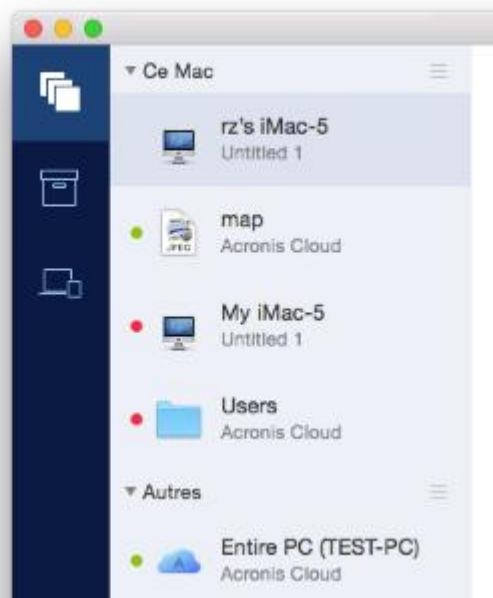 Ce Mac
rz's iMac-5
Untitled 1
map
Acronis Cloud
JPEG
My iMac-5
Untitled 1
Users
Acronis Cloud
Autres
Entire PC (TEST-PC)
Acronis Cloud